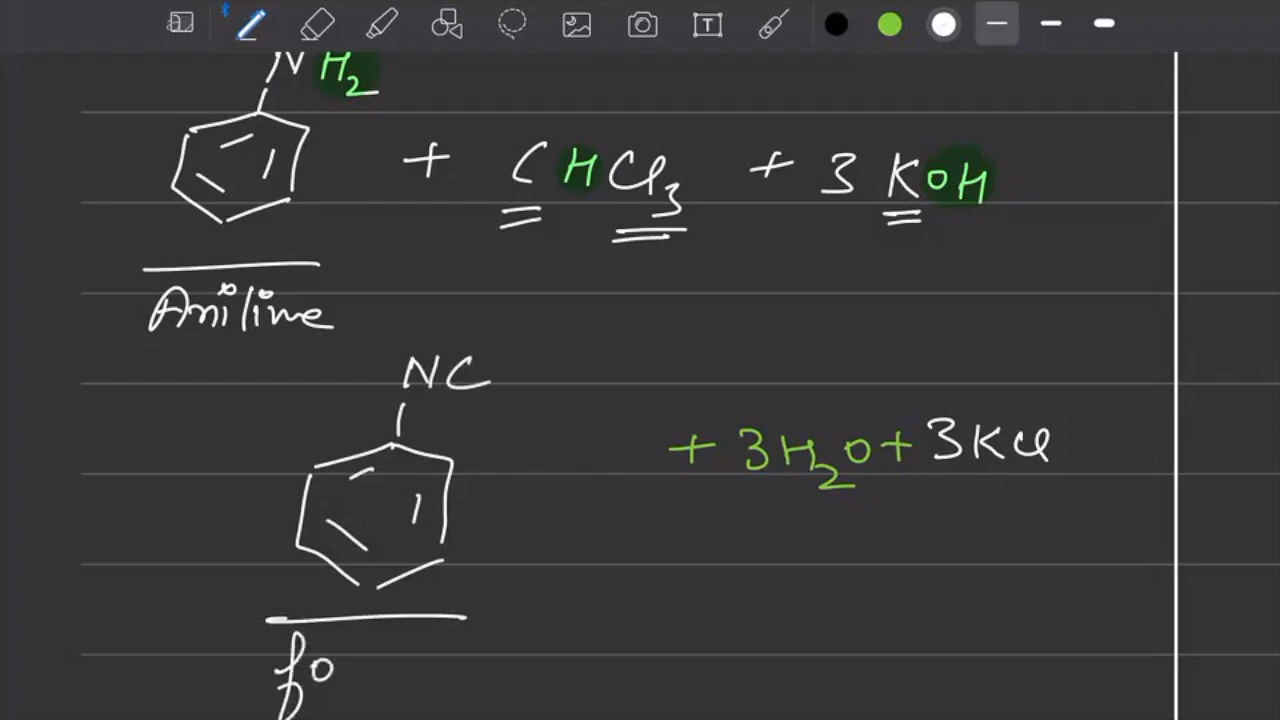 NH2
+ CHCl3 + 3 KOH
Aniline
NC
+ 3H2O + 3KCl